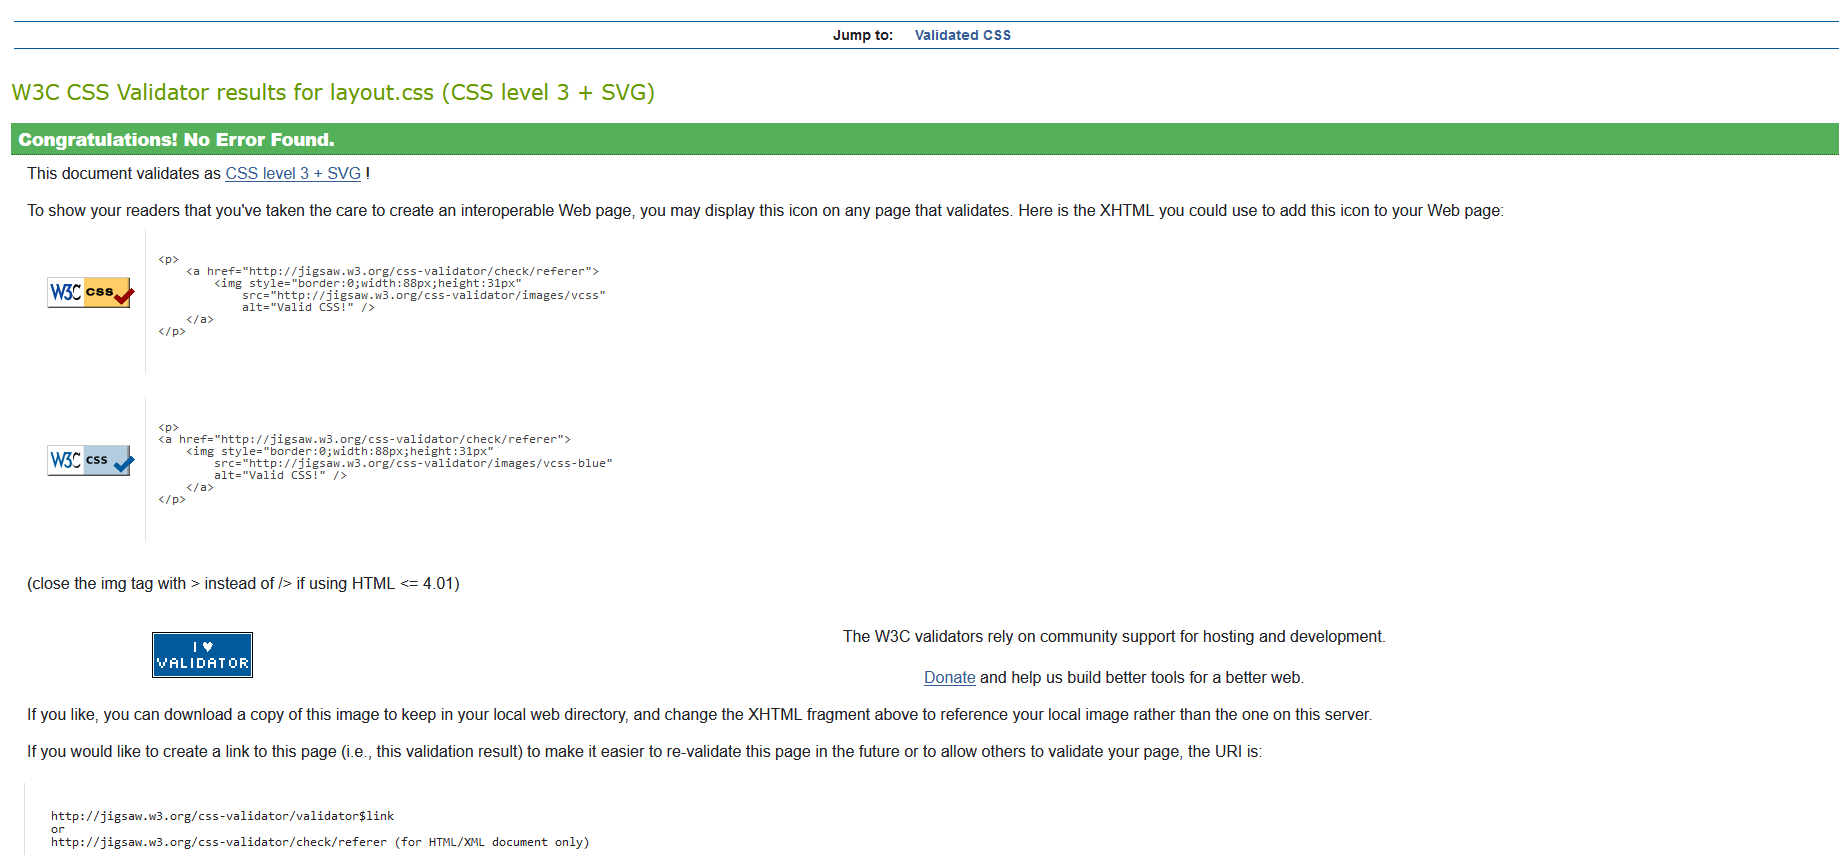 Jump to: Validated CSS
W3C CSS Validator results for layout.css (CSS level 3 + SVG)
Congratulations! No Error Found.
This document validates as CSS level 3 + SVG !
To show your readers that you've taken the care to create an interoperable Web page, you may display this icon on any page that validates. Here is the XHTML you could use to add this icon to your Web page:
W3C css
<p>
<a href="http://jigsaw.w3.org/css-validator/check/referer">
<img style="border:0;width:88px;height:31px"
src="http://jigsaw.w3.org/css-validator/images/vcss"
alt="Valid CSS!" />
</a>
</p>
W3C css
<p>
<a href="http://jigsaw.w3.org/css-validator/check/referer">
<img style="border:0;width:88px;height:31px"
src="http://jigsaw.w3.org/css-validator/images/vcss-blue"
alt="Valid CSS!" />
</a>
</p>
(close the img tag with > instead of /> if using HTML <= 4.01)
I ♥
VALIDATOR
The W3C validators rely on community support for hosting and development.
Donate and help us build better tools for a better web.
If you like, you can download a copy of this image to keep in your local web directory, and change the XHTML fragment above to reference your local image rather than the one on this server.
If you would like to create a link to this page (i.e., this validation result) to make it easier to re-validate this page in the future or to allow others to validate your page, the URI is:
http://jigsaw.w3.org/css-validator/validator$link
or
http://jigsaw.w3.org/css-validator/check/referer (for HTML/XML document only)